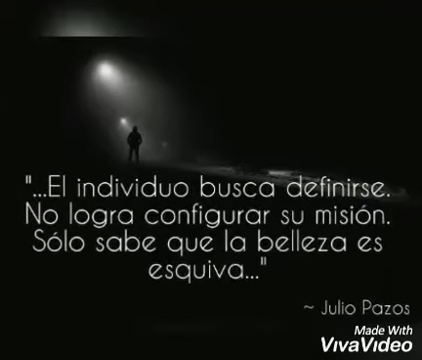 "...El individuo busca definirse.
No logra configurar su misión.
Sólo sabe que la belleza es
esquiva..."
~ Julio Pazos
Made With
VivaVideo